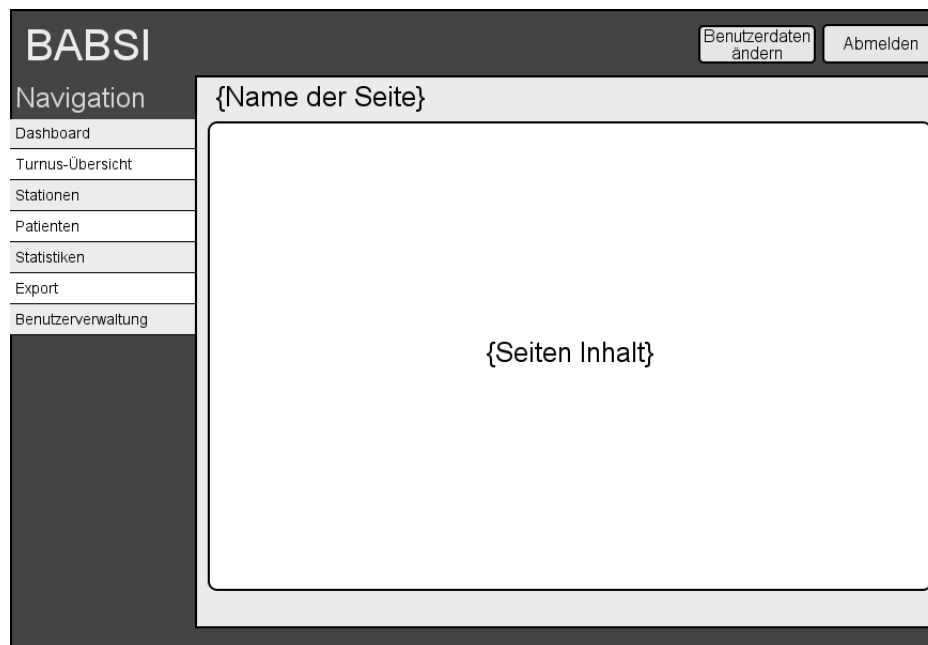 BABSI
Benutzerdaten
ändern
Abmelden
Navigation
{Name der Seite}
Dashboard
Turnus-Übersicht
Stationen
Patienten
Statistiken
Export
Benutzerverwaltung
{Seiten Inhalt}